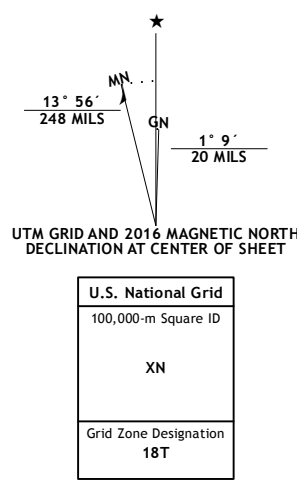 ★
MN
GN
13° 56´
248 MILS
1° 9´
20 MILS
UTM GRID AND 2016 MAGNETIC NORTH
DECLINATION AT CENTER OF SHEET
U.S. National Grid
100,000-m Square ID
XN
Grid Zone Designation
18T